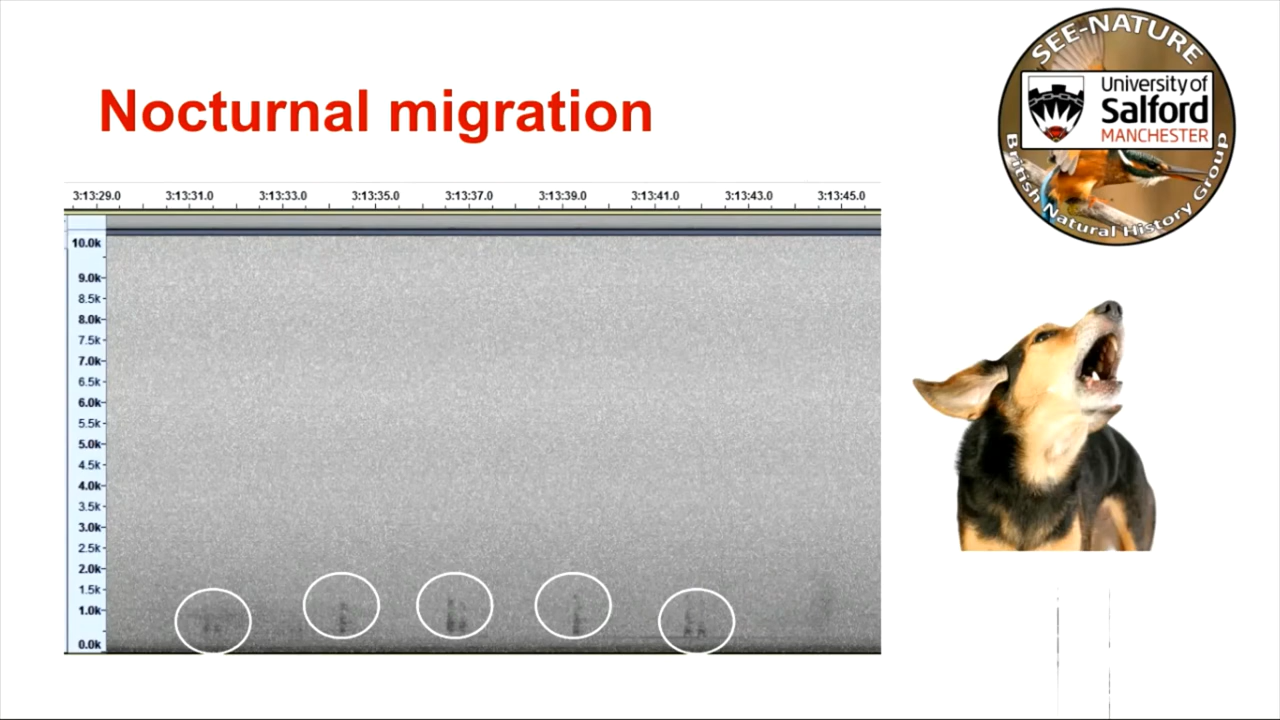 Nocturnal migration
SEE-NATURE
University of
Salford
MANCHESTER
British Natural History Group
3:13:29.0 3:13:31.0 3:13:33.0 3:13:35.0 3:13:37.0 3:13:39.0 3:13:41.0 3:13:43.0 3:13:45.0
10.0k
9.0k
8.5k
8.0k
7.5k
7.0k
6.5k
6.0k
5.5k
5.0k
4.5k
4.0k
3.5k
3.0k
2.5k
2.0k
1.5k
1.0k
0.0k